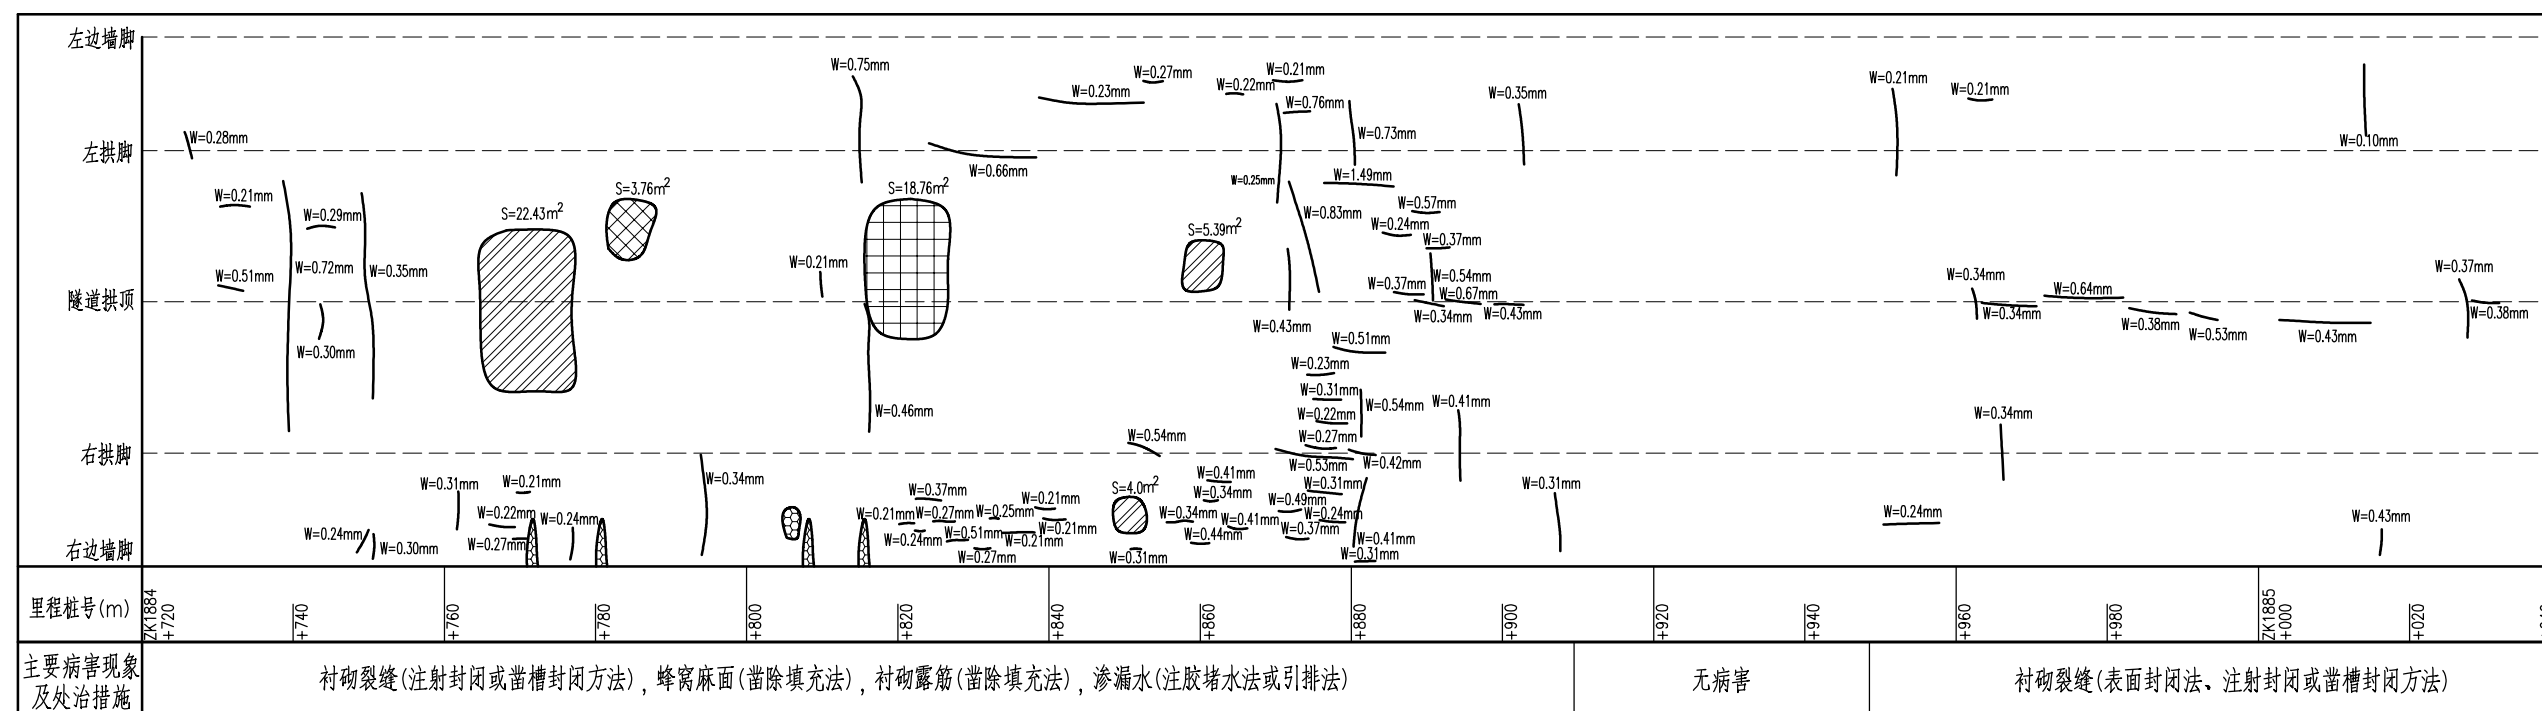 左边墙脚
W=0.75mm
W=0.27mm
W=0.21mm
W=0.22mm
W=0.23mm
W=0.76mm
W=0.35mm
W=0.21mm
W=0.21mm
W=0.28mm
W=0.73mm
W=0.10mm
左拱脚
W=0.66mm
W=0.25mm
W=1.49mm
S=3.76m²
S=18.76m²
W=0.21mm
W=0.57mm
W=0.29mm
S=22.43m²
W=0.83mm
W=0.24mm
S=5.39m²
W=0.37mm
W=0.72mm
W=0.35mm
W=0.21mm
W=0.51mm
W=0.54mm
W=0.34mm
W=0.37mm
W=0.37mm
W=0.67mm
W=0.64mm
隧道拱顶
W=0.34mm
W=0.43mm
W=0.34mm
W=0.38mm
W=0.43mm
W=0.38mm
W=0.53mm
W=0.43mm
W=0.30mm
W=0.51mm
W=0.23mm
W=0.31mm
W=0.54mm
W=0.41mm
W=0.46mm
W=0.22mm
W=0.34mm
W=0.54mm
W=0.27mm
右拱脚
W=0.53mm
W=0.42mm
W=0.34mm
W=0.41mm
W=0.31mm
W=0.21mm
W=0.37mm
S=4.0m²
W=0.34mm
W=0.31mm
W=0.31mm
W=0.21mm
W=0.49mm
W=0.22mm
W=0.24mm
W=0.21mm
W=0.27mm
W=0.25mm
W=0.34mm
W=0.41mm
W=0.24mm
W=0.24mm
W=0.43mm
W=0.24mm
W=0.21mm
W=0.37mm
W=0.51mm
W=0.44mm
W=0.24mm
W=0.21mm
W=0.41mm
W=0.30mm
W=0.27mm
W=0.27mm
W=0.31mm
W=0.31mm
右边墙脚
里程桩号(m)
ZK1884
+720
+740
+760
+780
+800
+820
+840
+860
+880
+900
+920
+940
+960
+980
ZK1885
+000
+020
主要病害现象
及处治措施
衬砌裂缝(注射封闭或凿槽封闭方法),蜂窝麻面(凿除填充法),衬砌露筋(凿除填充法),渗漏水(注胶堵水法或引排法)
无病害
衬砌裂缝(表面封闭法、注射封闭或凿槽封闭方法)